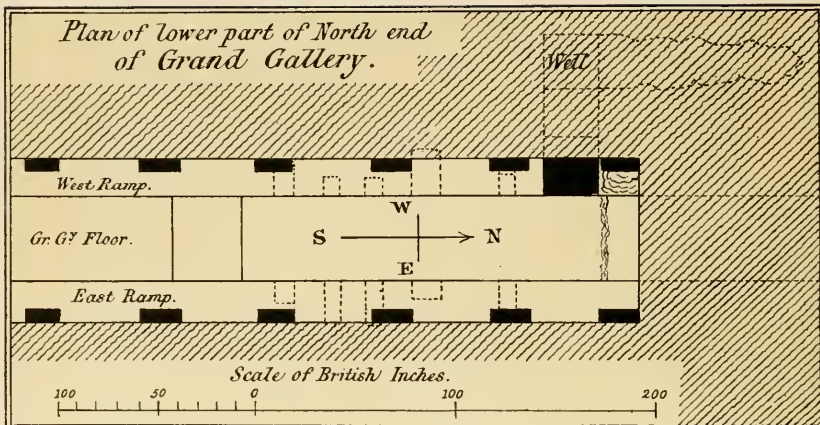 Plan of lower part of North end
of Grand Gallery.
Well
West Ramp.
W
Gr. Gy. Floor.
S
N
E
East Ramp.
Scale of British Inches.
100 50 0 100 200